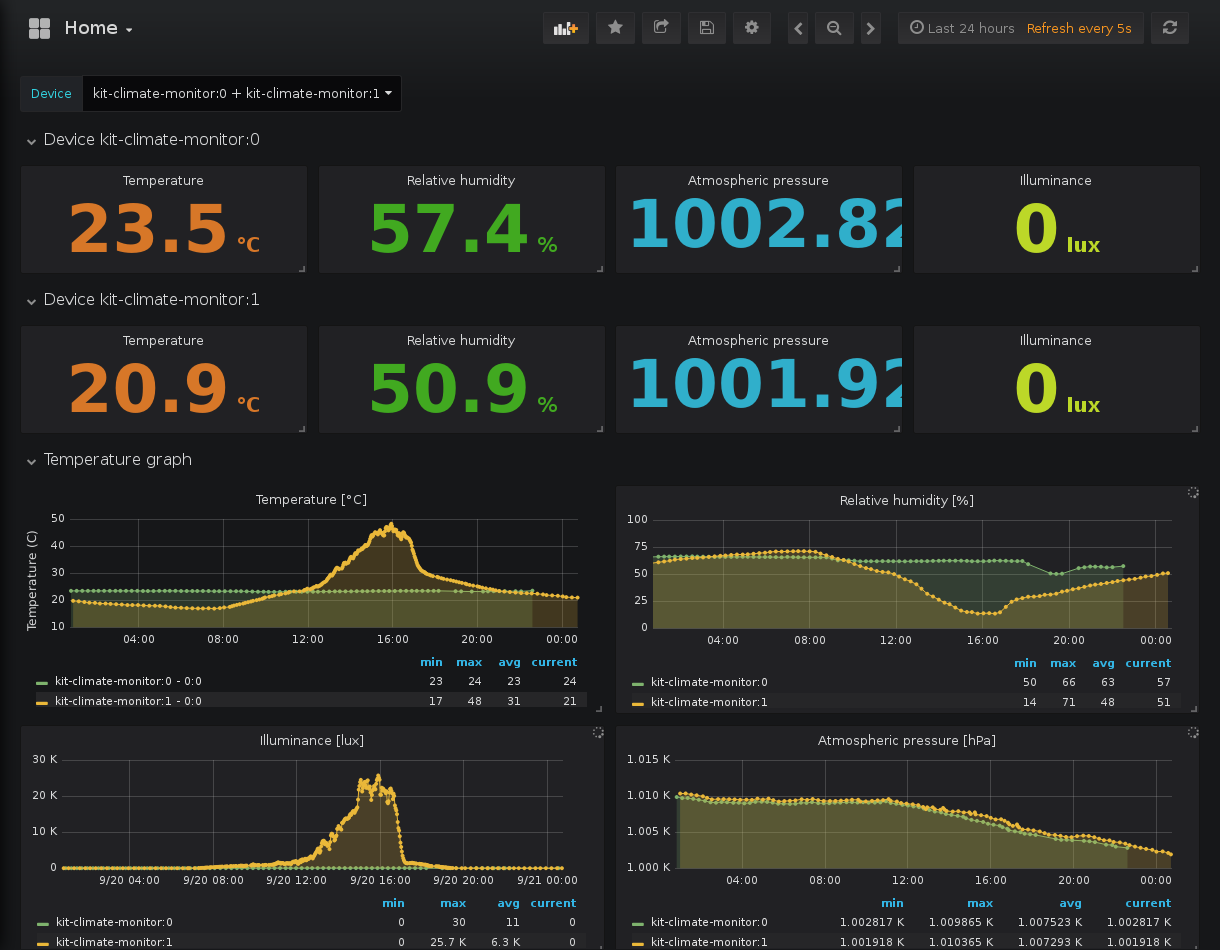 Home
Last 24 hours Refresh every 5s
Device kit-climate-monitor:0 + kit-climate-monitor:1
Device kit-climate-monitor:0
Temperature Relative humidity Atmospheric pressure Illuminance
23.5 °C 57.4 % 1002.82 0 lux
Device kit-climate-monitor:1
Temperature Relative humidity Atmospheric pressure Illuminance
20.9 °C 50.9 % 1001.92 0 lux
Temperature graph
Temperature [°C]
Temperature (C)
50
40
30
20
10
04:00 08:00 12:00 16:00 20:00 00:00
min max avg current
kit-climate-monitor:0 - 0:0 23 24 23 24
kit-climate-monitor:1 - 0:0 17 48 31 21
Relative humidity [%]
100
75
50
25
0
04:00 08:00 12:00 16:00 20:00 00:00
min max avg current
kit-climate-monitor:0 50 66 63 57
kit-climate-monitor:1 14 71 48 51
Illuminance [lux]
30 K
20 K
10 K
0
9/20 04:00 9/20 08:00 9/20 12:00 9/20 16:00 9/20 20:00 9/21 00:00
min max avg current
kit-climate-monitor:0 0 30 11 0
kit-climate-monitor:1 0 25.7 K 6.3 K 0
Atmospheric pressure [hPa]
1.015 K
1.010 K
1.005 K
1.000 K
04:00 08:00 12:00 16:00 20:00 00:00
min max avg current
kit-climate-monitor:0 1.002817 K 1.009865 K 1.007523 K 1.002817 K
kit-climate-monitor:1 1.001918 K 1.010365 K 1.007293 K 1.001918 K